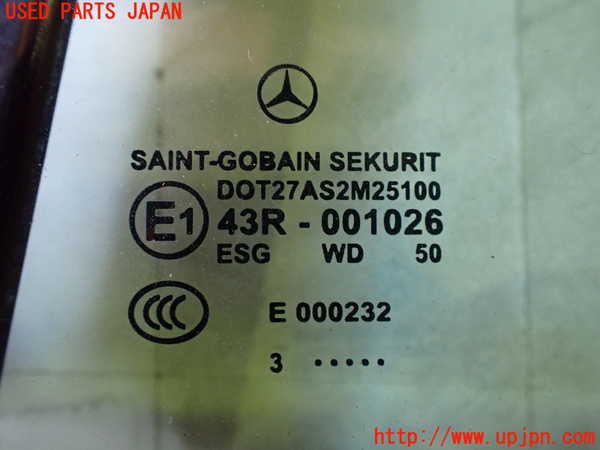 USED PARTS JAPAN
SAINT-GOBAIN SEKURIT
DOT27AS2M25100
E1 43R - 001026
ESG WD 50
CCC E 000232
3 .....
http://www.upjpn.com/